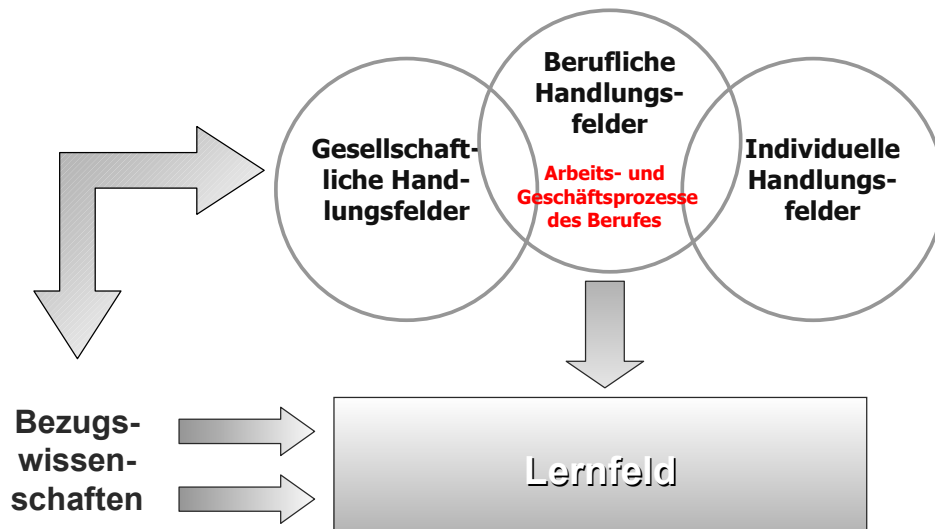 Berufliche
Handlungs-
felder
Gesellschaft-
liche Hand-
lungsfelder
Arbeits- und
Geschäftsprozesse
des Berufes
Individuelle
Handlungs-
felder
Bezugs-
wissen-
schaften
Lernfeld